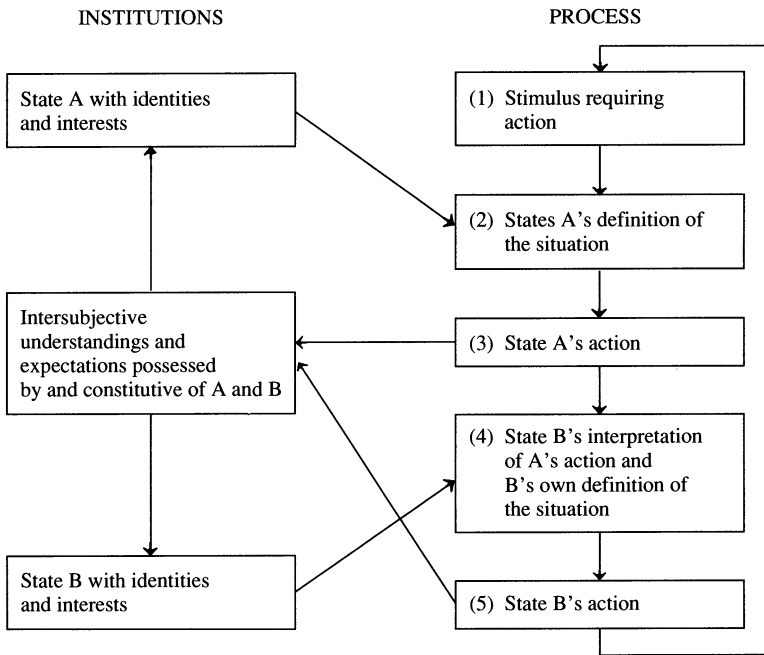 INSTITUTIONS
PROCESS
State A with identities
and interests
(1) Stimulus requiring
action
(2) States A's definition of
the situation
Intersubjective
understandings and
expectations possessed
by and constitutive of A and B
(3) State A's action
(4) State B's interpretation
of A's action and
B's own definition of
the situation
State B with identities
and interests
(5) State B's action